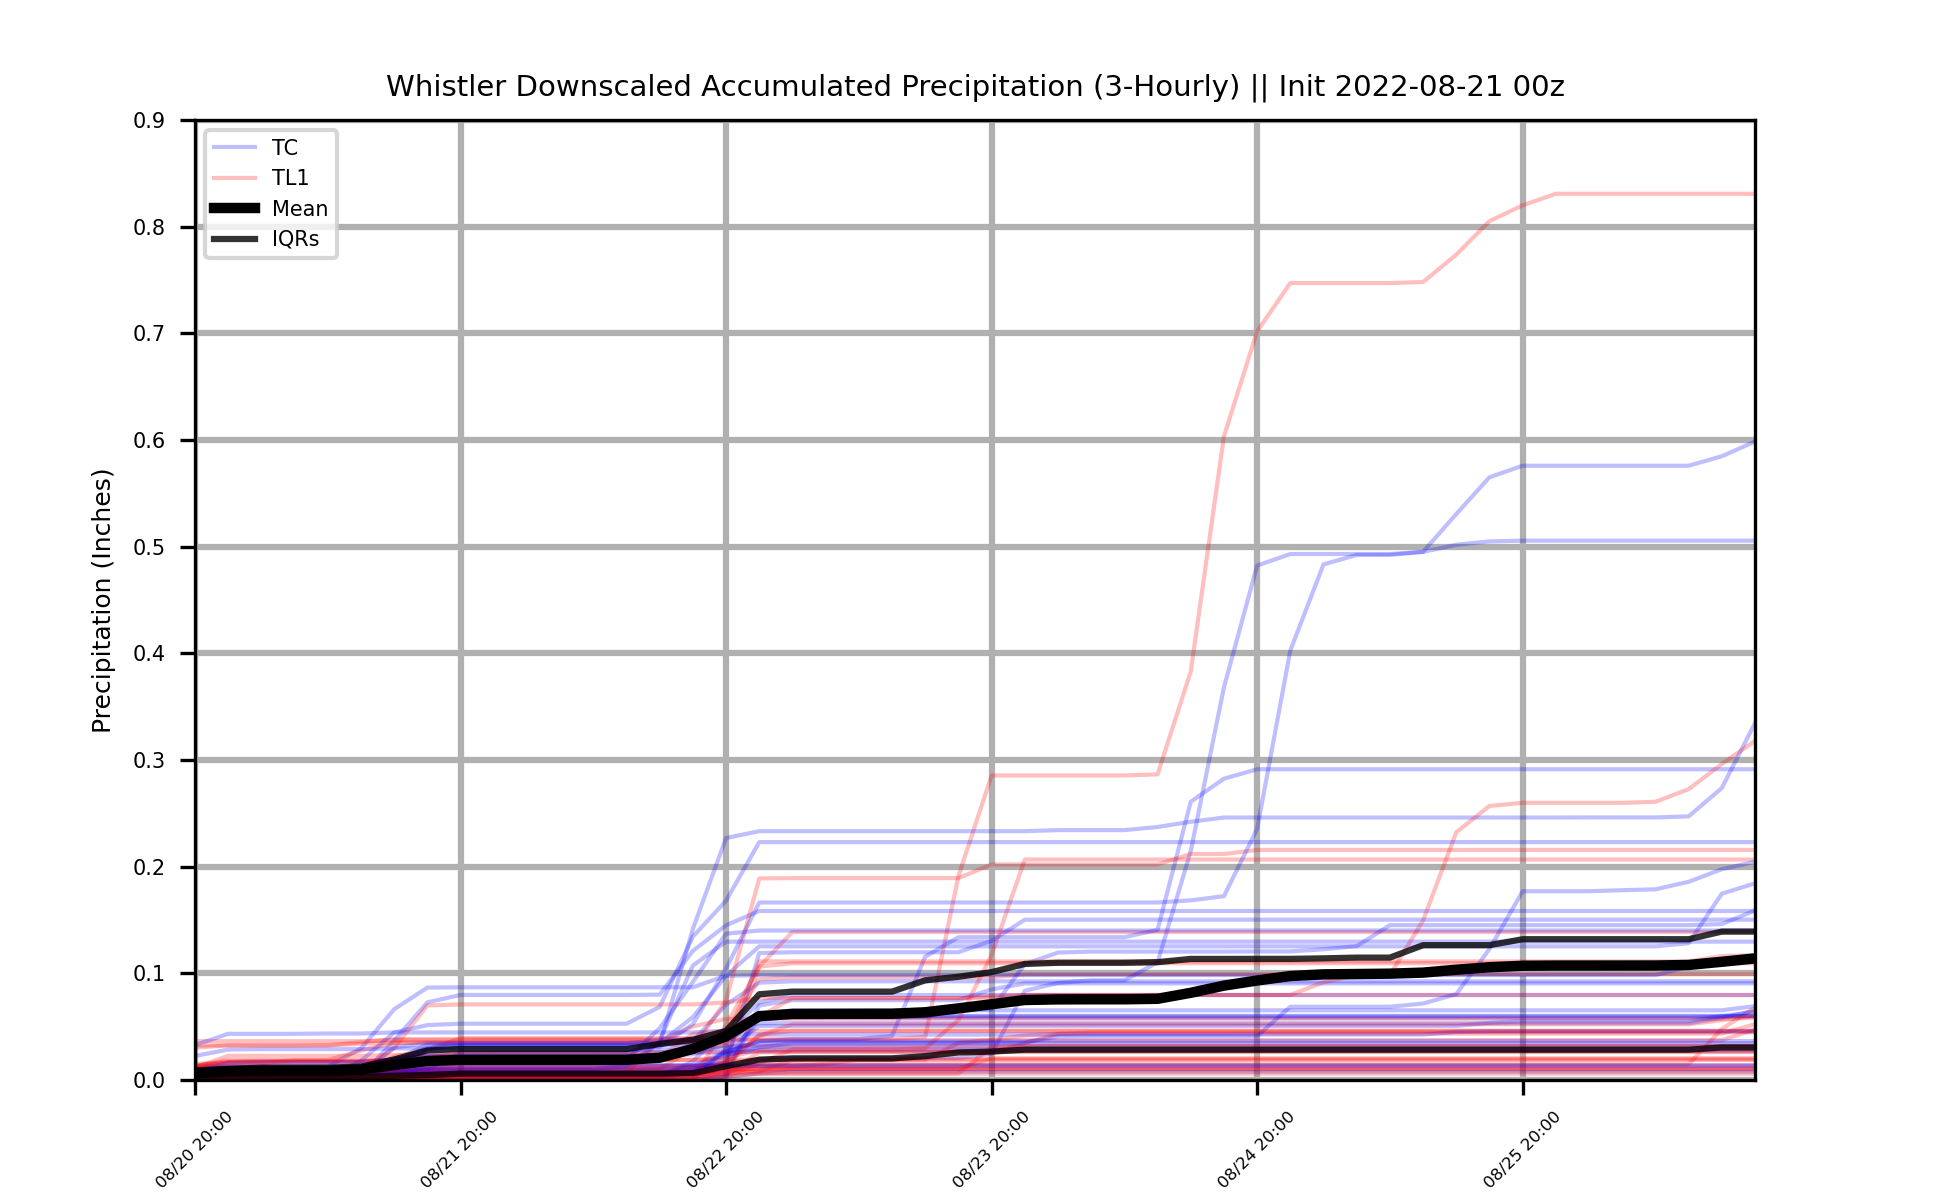 Whistler Downscaled Accumulated Precipitation (3-Hourly) || Init 2022-08-21 00z
TC
TL1
Mean
IQRs
Precipitation (Inches)
0.9
0.8
0.7
0.6
0.5
0.4
0.3
0.2
0.1
0.0
08/20 20:00
08/21 20:00
08/22 20:00
08/23 20:00
08/24 20:00
08/25 20:00